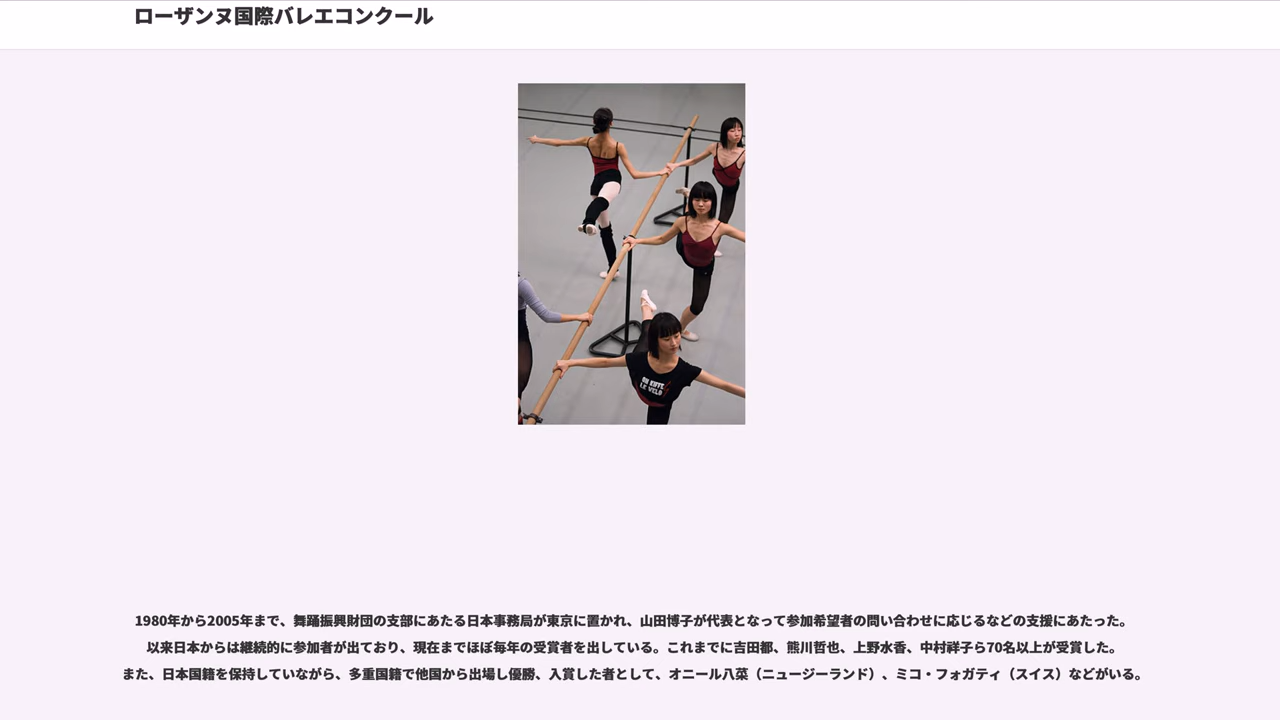 ローザンヌ国際バレエコンクール
OH EUTE
LE VELO
1980年から2005年まで、舞踊振興財団の支部にあたる日本事務局が東京に置かれ、山田博子が代表となって参加希望者の問い合わせに応じるなどの支援にあたった。
以来日本からは継続的に参加者が出ており、現在までほぼ毎年の受賞者を出している。これまでに吉田都、熊川哲也、上野水香、中村祥子ら70名以上が受賞した。
また、日本国籍を保持していながら、多重国籍で他国から出場し優勝、入賞した者として、オニール八菜（ニュージーランド）、ミコ・フォガティ（スイス）などがいる。